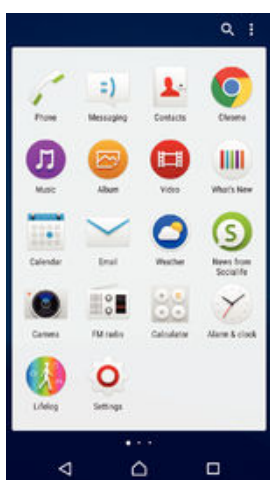 Phone Messaging Contacts Chrome
Music Album Video What's New
Calendar Email Weather News from
Socialife
Camera FM radio Calculator Alarm & clock
Lifelog Settings